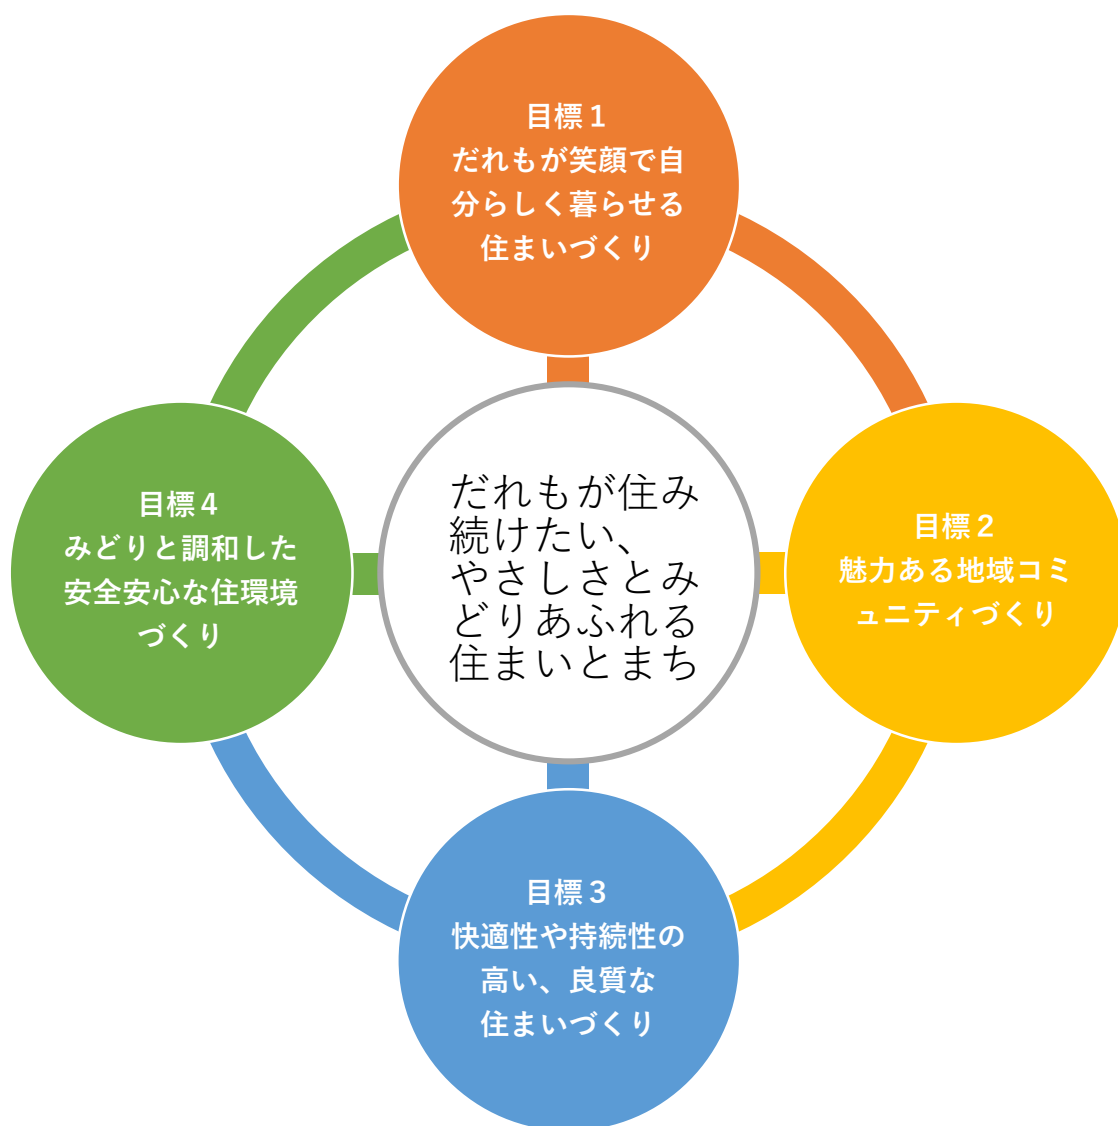 目標１
だれもが笑顔で自
分らしく暮らせる
住まいづくり
だれもが住み
続けたい、
やさしさとみ
どりあふれる
住まいとまち
目標２
魅力ある地域コミ
ュニティづくり
目標３
快適性や持続性の
高い、良質な
住まいづくり
目標４
みどりと調和した
安全安心な住環境
づくり